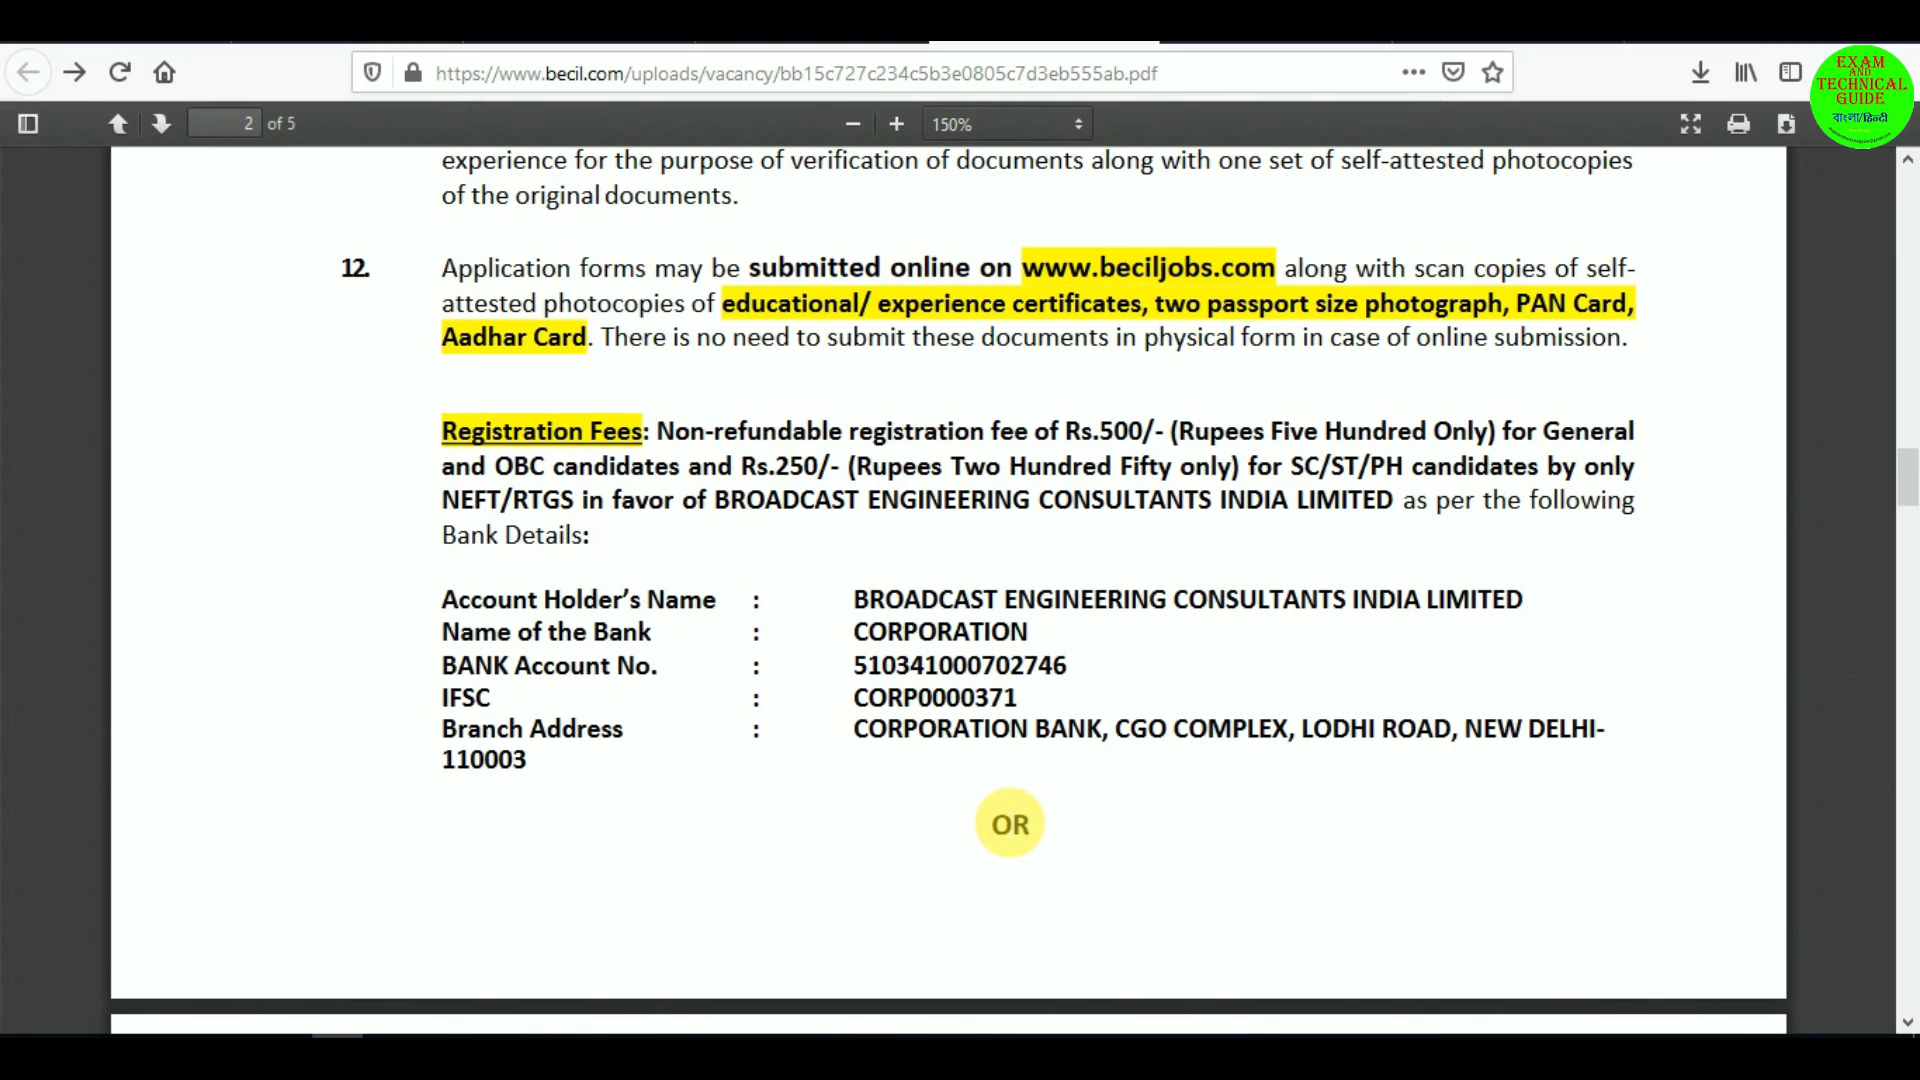 https://www.becil.com/uploads/vacancy/bb15c727c234c5b3e0805c7d3eb555ab.pdf
EXAM
AND
TECHNICAL
GUIDE
বাংলা/हिन्दी
2 of 5
150%
experience for the purpose of verification of documents along with one set of self-attested photocopies
of the original documents.
12. Application forms may be submitted online on www.beciljobs.com along with scan copies of self-
attested photocopies of educational/ experience certificates, two passport size photograph, PAN Card,
Aadhar Card. There is no need to submit these documents in physical form in case of online submission.
Registration Fees: Non-refundable registration fee of Rs.500/- (Rupees Five Hundred Only) for General
and OBC candidates and Rs.250/- (Rupees Two Hundred Fifty only) for SC/ST/PH candidates by only
NEFT/RTGS in favor of BROADCAST ENGINEERING CONSULTANTS INDIA LIMITED as per the following
Bank Details:
Account Holder’s Name : BROADCAST ENGINEERING CONSULTANTS INDIA LIMITED
Name of the Bank : CORPORATION
BANK Account No. : 510341000702746
IFSC : CORP0000371
Branch Address : CORPORATION BANK, CGO COMPLEX, LODHI ROAD, NEW DELHI-
110003
OR